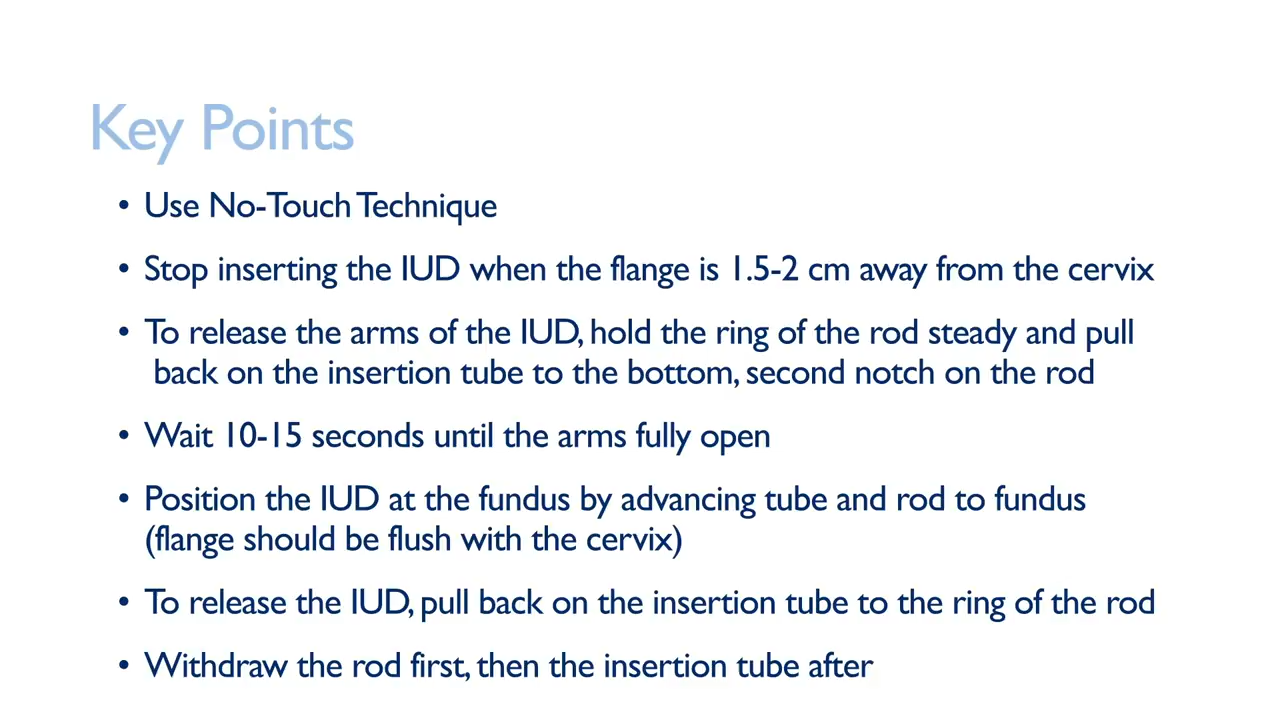 Key Points
• Use No-Touch Technique
• Stop inserting the IUD when the flange is 1.5-2 cm away from the cervix
• To release the arms of the IUD, hold the ring of the rod steady and pull
back on the insertion tube to the bottom, second notch on the rod
• Wait 10-15 seconds until the arms fully open
• Position the IUD at the fundus by advancing tube and rod to fundus
(flange should be flush with the cervix)
• To release the IUD, pull back on the insertion tube to the ring of the rod
• Withdraw the rod first, then the insertion tube after